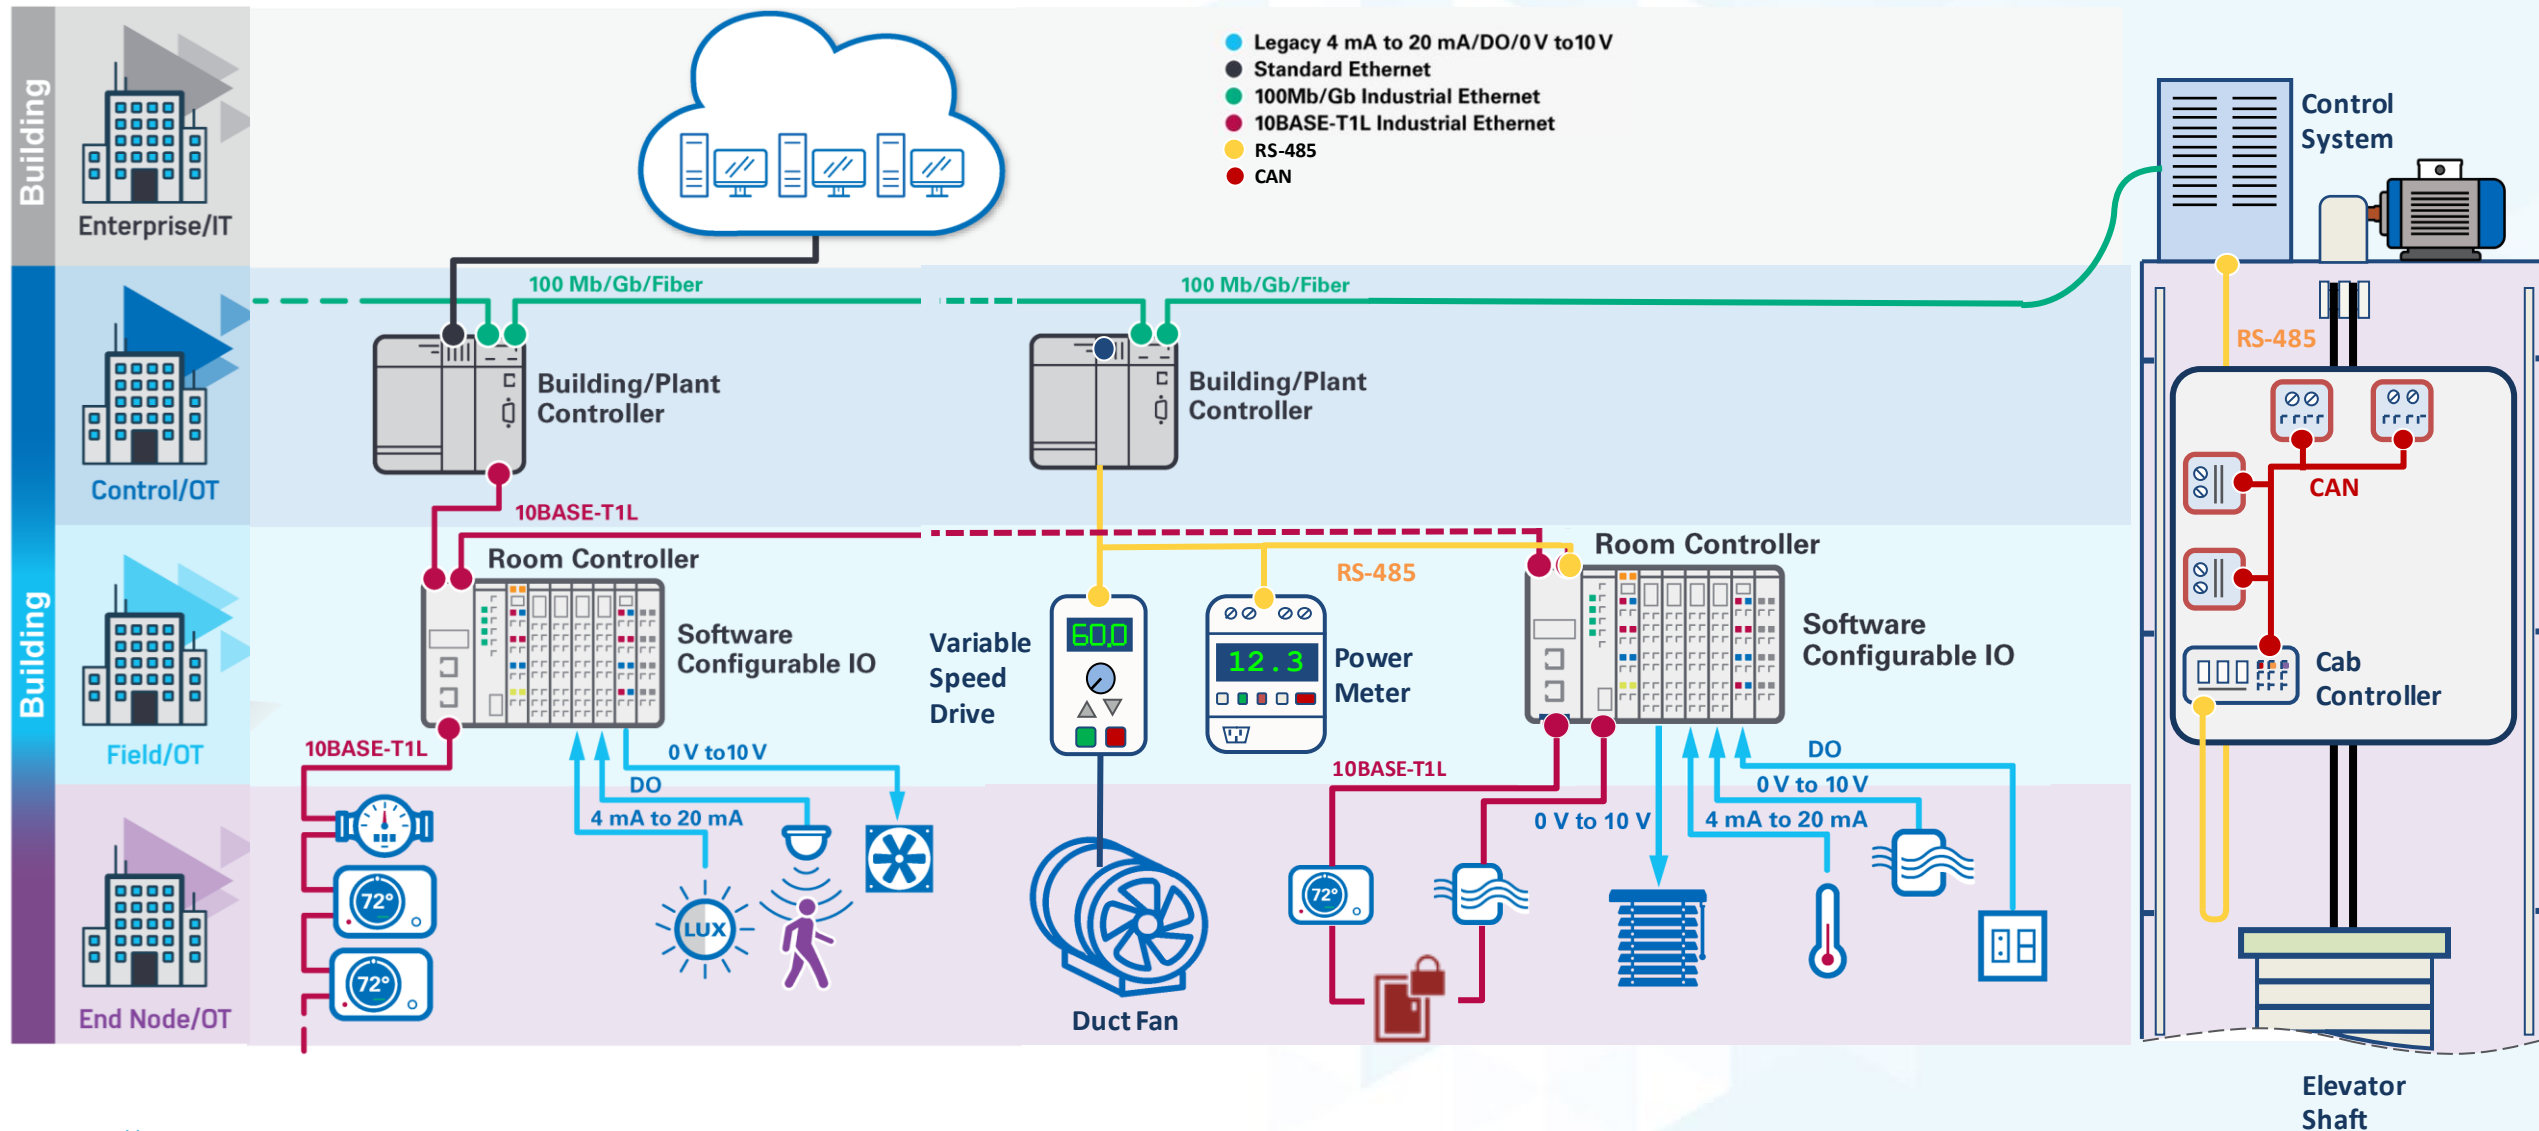 Building
Enterprise/IT
Building
Control/OT
Field/OT
End Node/OT
Legacy 4 mA to 20 mA/DO/0 V to10 V
Standard Ethernet
100Mb/Gb Industrial Ethernet
10BASE-T1L Industrial Ethernet
RS-485
CAN
100 Mb/Gb/Fiber
100 Mb/Gb/Fiber
Building/Plant
Controller
Building/Plant
Controller
10BASE-T1L
Room Controller
Software
Configurable IO
10BASE-T1L
0 V to10 V
DO
4 mA to 20 mA
72°
72°
LUX
Variable
Speed
Drive
60.0
12.3
Power
Meter
RS-485
Room Controller
Software
Configurable IO
Duct Fan
10BASE-T1L
0 V to 10 V
DO
0 V to 10 V
4 mA to 20 mA
72°
Control
System
RS-485
CAN
Cab
Controller
Elevator
Shaft